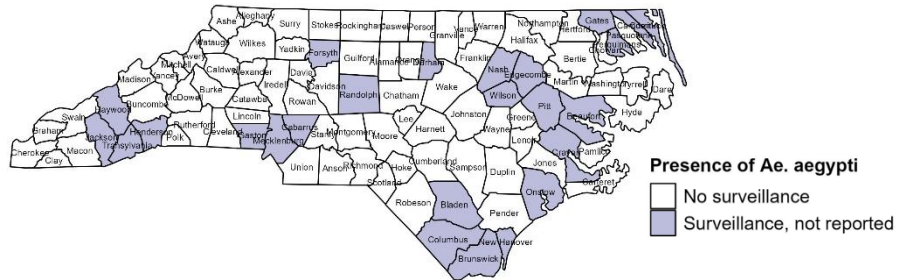 Alleghany
Ashe
Surry
Stokes
Rockingham
Caswell
Person
Granville
Vance
Warren
Northampton
Gates
Hertford
Halifax
Watauga
Wilkes
Yadkin
Forsyth
Guilford
Alamance
Durham
Franklin
Nash
Edgecombe
Bertie
Avery
Mitchell
Yancey
Madison
Caldwell
Alexander
Davie
Iredell
Davidson
Randolph
Chatham
Wake
Wilson
Martin
Washington
Tyrrell
Dare
Buncombe
McDowell
Burke
Catawba
Rowan
Johnston
Pitt
Beaufort
Hyde
Haywood
Swain
Graham
Rutherford
Lincoln
Lee
Harnett
Wayne
Greene
Cherokee
Clay
Macon
Jackson
Transylvania
Henderson
Polk
Cleveland
Gaston
Mecklenburg
Cabarrus
Stanly
Montgomery
Moore
Lenoir
Craven
Pamlico
Jones
Carteret
Union
Anson
Richmond
Scotland
Hoke
Cumberland
Sampson
Duplin
Onslow
Robeson
Bladen
Pender
Columbus
New Hanover
Brunswick
Presence of Ae. aegypti
No surveillance
Surveillance, not reported